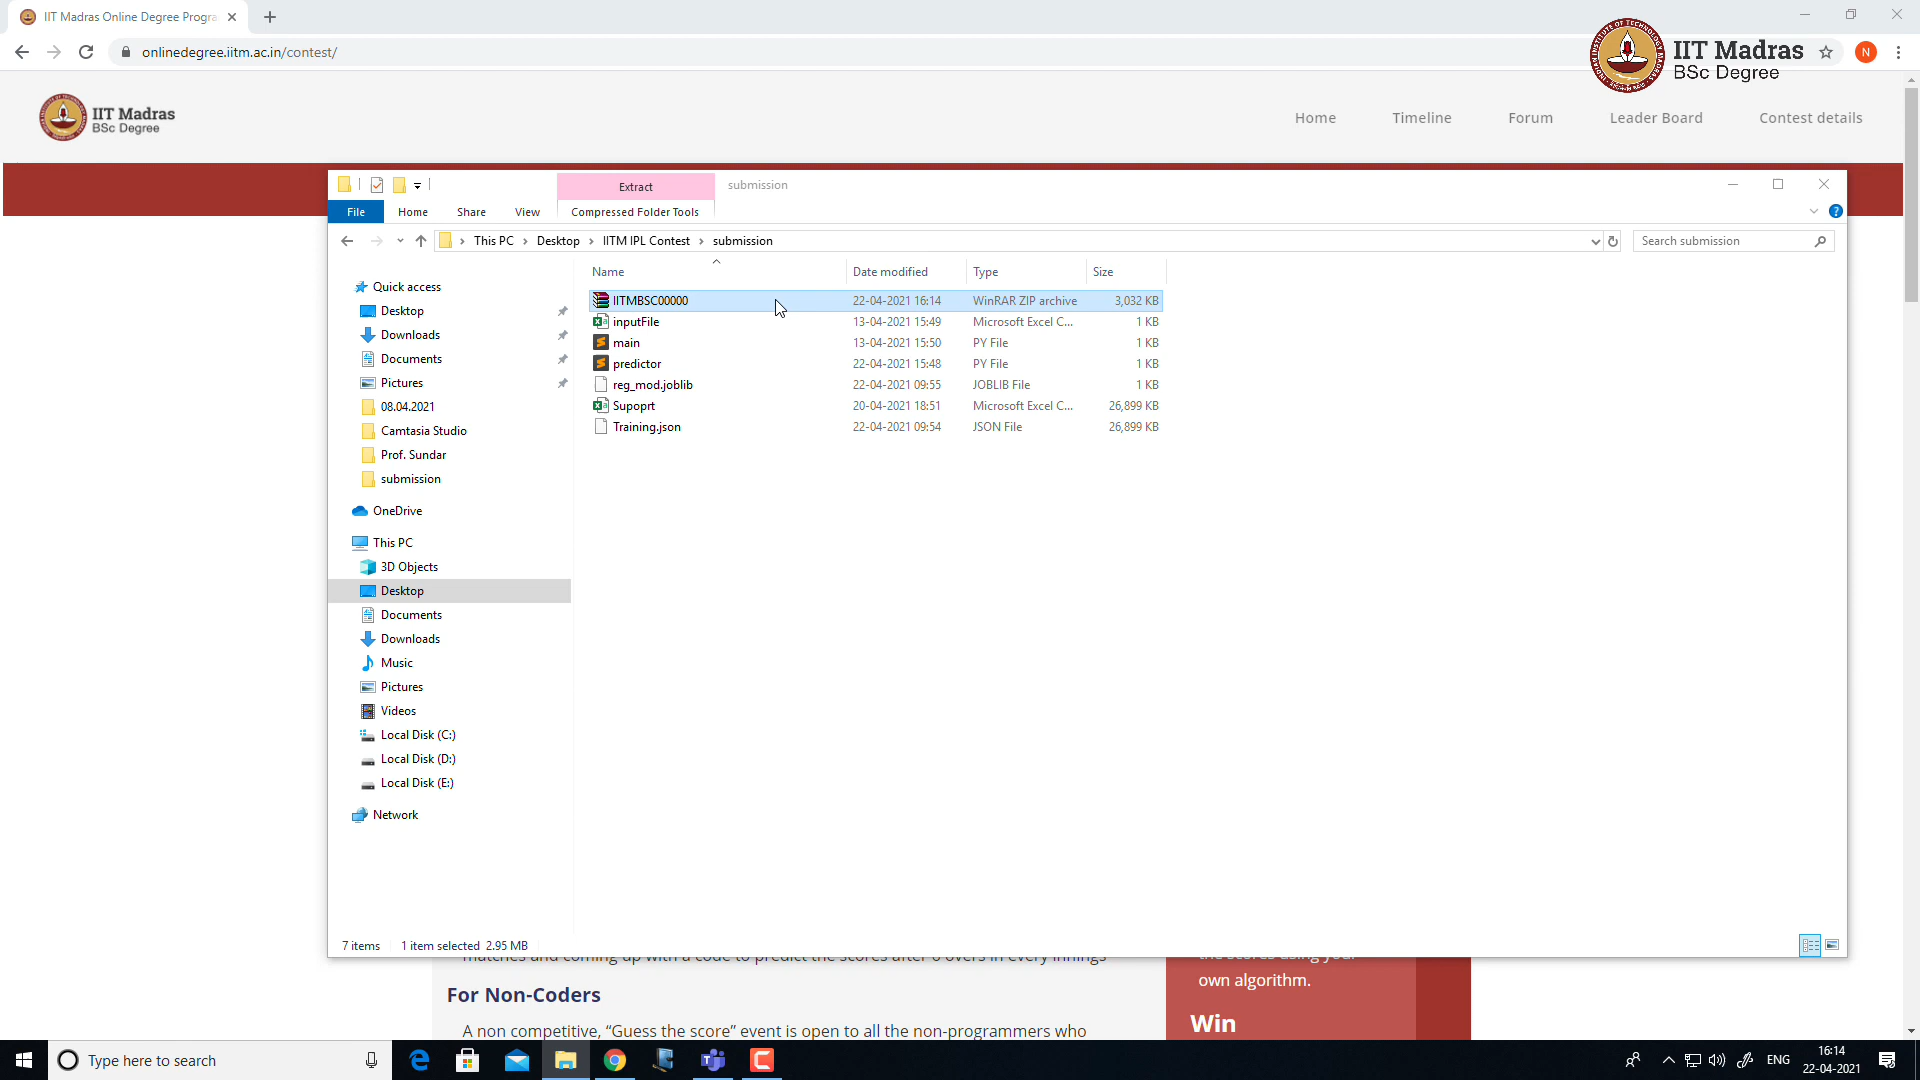 IIT Madras Online Degree Progra
onlinedegree.iitm.ac.in/contest/
N
IIT Madras
BSc Degree
IIT Madras
BSc Degree
Home Timeline Forum Leader Board Contest details
Extract submission
File Home Share View Compressed Folder Tools
This PC Desktop IITM IPL Contest submission
Search submission
Name Date modified Type Size
IITMBSC00000 22-04-2021 16:14 WinRAR ZIP archive 3,032 KB
inputFile 13-04-2021 15:49 Microsoft Excel C... 1 KB
main 13-04-2021 15:50 PY File 1 KB
predictor 22-04-2021 15:48 PY File 1 KB
reg_mod.joblib 22-04-2021 09:55 JOBLIB File 1 KB
Supoprt 20-04-2021 18:51 Microsoft Excel C... 26,899 KB
Training.json 22-04-2021 09:54 JSON File 26,899 KB
Quick access
Desktop
Downloads
Documents
Pictures
08.04.2021
Camtasia Studio
Prof. Sundar
submission
OneDrive
This PC
3D Objects
Desktop
Documents
Downloads
Music
Pictures
Videos
Local Disk (C:)
Local Disk (D:)
Local Disk (E:)
Network
7 items 1 item selected 2.95 MB
matches and coming up with a code to predict the scores after 6 overs in every innings
the scores using your
own algorithm.
For Non-Coders
Win
A non competitive, “Guess the score” event is open to all the non-programmers who
Type here to search
ENG
16:14
22-04-2021